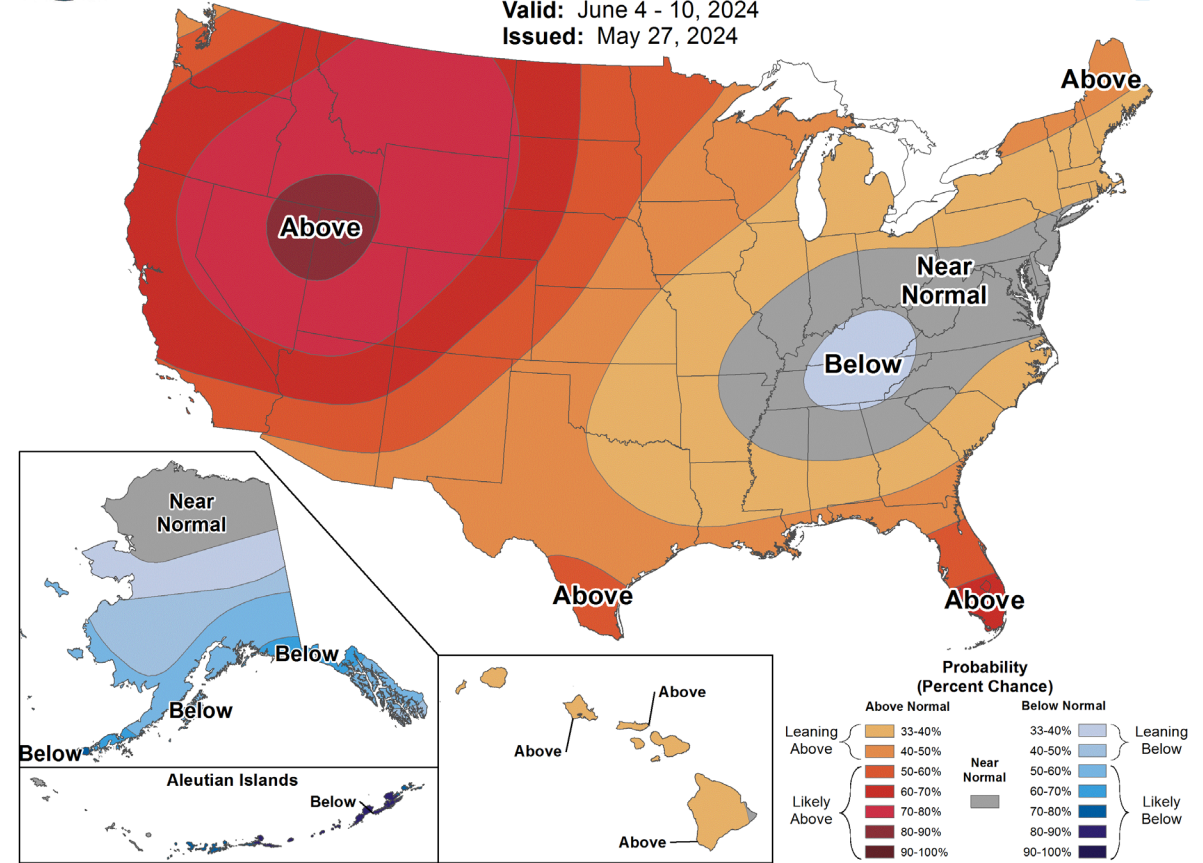 Valid: June 4 - 10, 2024
Issued: May 27, 2024
Above
Above
Near
Normal
Below
Above
Above
Near
Normal
Below
Below
Below
Aleutian Islands
Below
Above
Above
Above
Probability
(Percent Chance)
Above Normal
Below Normal
Leaning
Above
33-40%
40-50%
Likely
Above
50-60%
60-70%
70-80%
80-90%
90-100%
Near
Normal
33-40%
40-50%
Leaning
Below
50-60%
60-70%
70-80%
80-90%
90-100%
Likely
Below